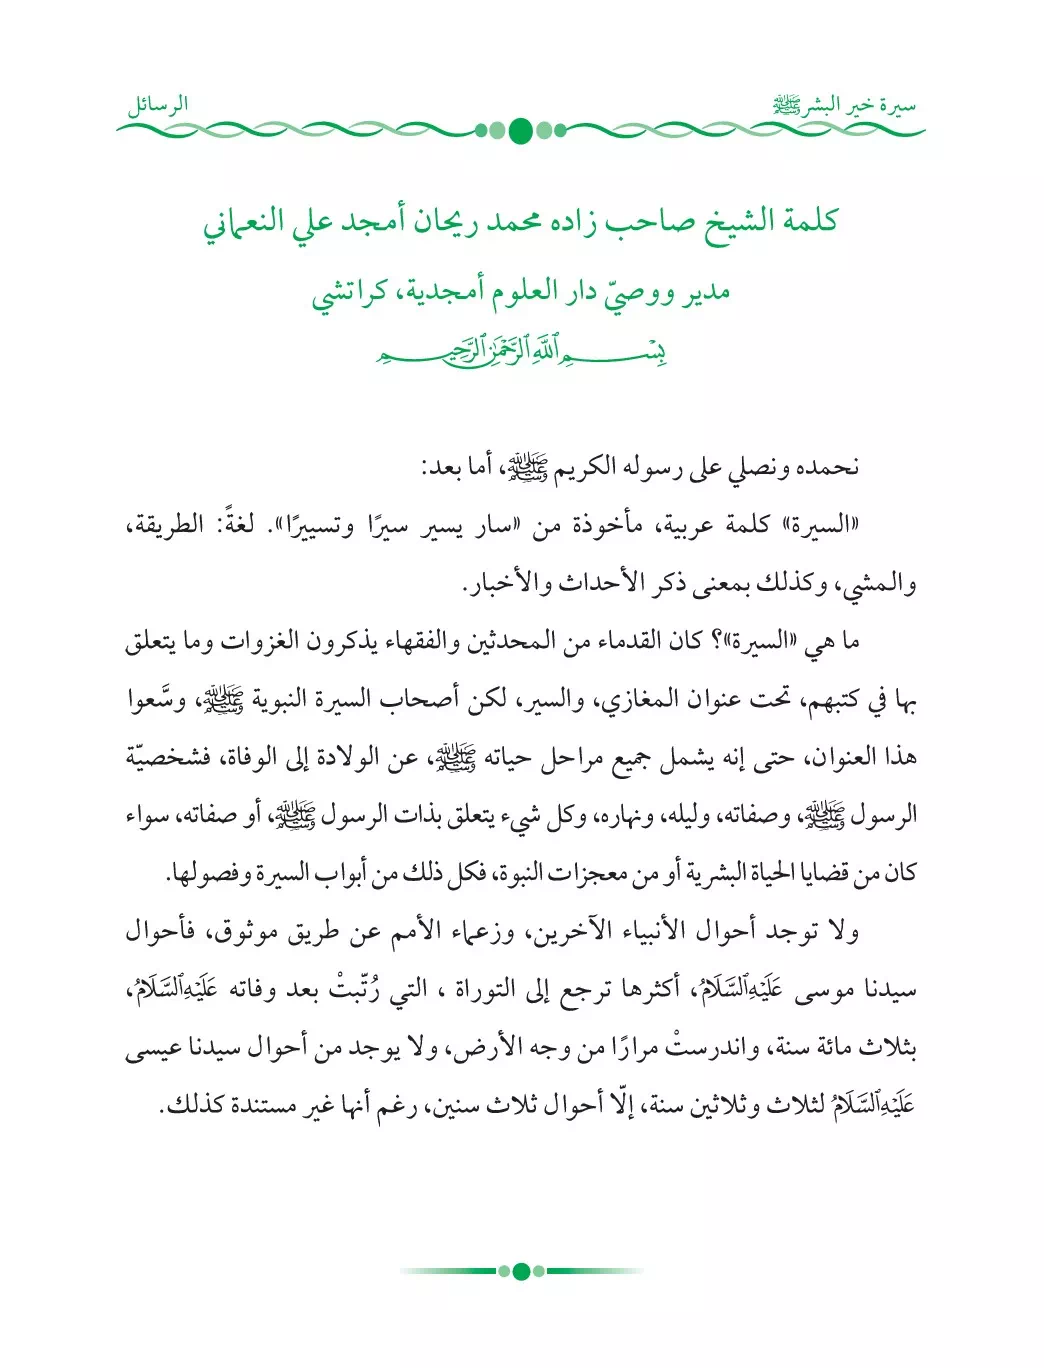 سيرة خير البشر ﷺ
الرسائل
كلمة الشيخ صاحب زاده محمد ريحان أمجد علي النعماني
مدير ووصيّ دار العلوم أمجدية، كراتشي
بِسْمِ ٱللَّهِ ٱلرَّحْمَٰنِ ٱلرَّحِيمِ
نحمده ونصلي على رسوله الكريم ﷺ، أما بعد:
«السيرة» كلمة عربية، مأخوذة من «سار يسير سيرًا وتسييرًا». لغةً: الطريقة،
والمشي، وكذلك بمعنى ذكر الأحداث والأخبار.
ما هي «السيرة»؟ كان القدماء من المحدثين والفقهاء يذكرون الغزوات وما يتعلق
بها في كتبهم، تحت عنوان المغازي، والسير، لكن أصحاب السيرة النبوية ﷺ، وسَّعوا
هذا العنوان، حتى إنه يشمل جميع مراحل حياته ﷺ، عن الولادة إلى الوفاة، فشخصيّة
الرسول ﷺ، وصفاته، وليله، ونهاره، وكل شيء يتعلق بذات الرسول ﷺ، أو صفاته، سواء
كان من قضايا الحياة البشرية أو من معجزات النبوة، فكل ذلك من أبواب السيرة وفصولها.
ولا توجد أحوال الأنبياء الآخرين، وزعماء الأمم عن طريق موثوق، فأحوال
سيدنا موسى عَلَيْهِ ٱلسَّلَامُ، أكثرها ترجع إلى التوراة ، التي رُتّبتْ بعد وفاته عَلَيْهِ ٱلسَّلَامُ،
بثلاث مائة سنة، واندرستْ مرارًا من وجه الأرض، ولا يوجد من أحوال سيدنا عيسى
عَلَيْهِ ٱلسَّلَامُ لثلاث وثلاثين سنة، إلّا أحوال ثلاث سنين، رغم أنها غير مستندة كذلك.